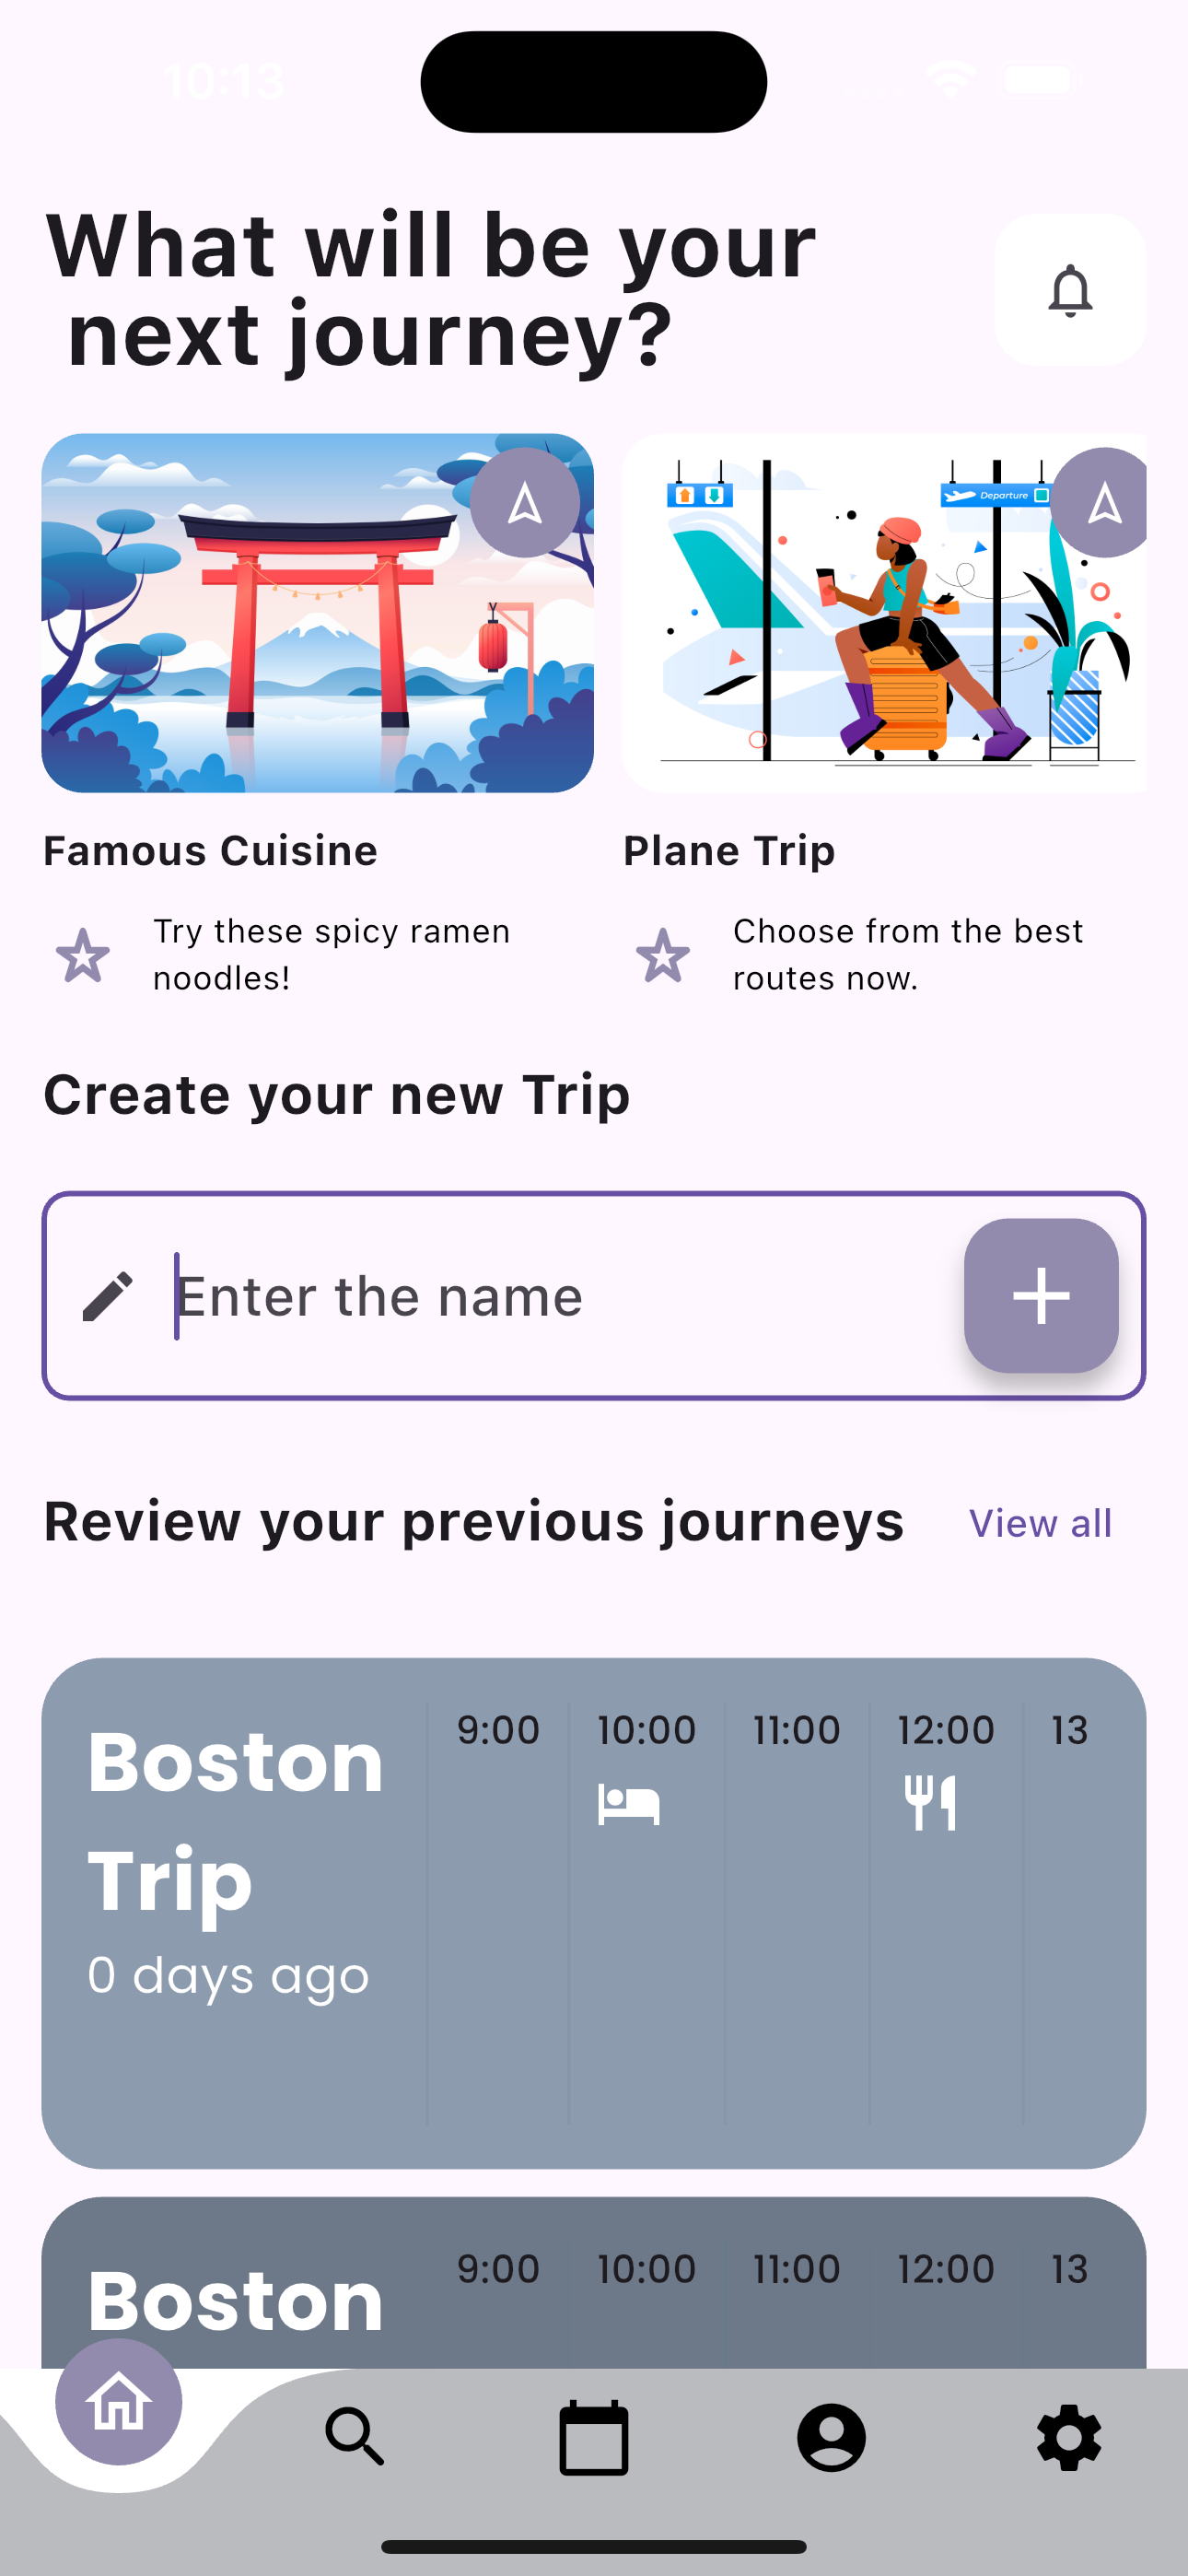 10:13
What will be your
next journey?
Departure
Famous Cuisine
Plane Trip
Try these spicy ramen
noodles!
Choose from the best
routes now.
Create your new Trip
Enter the name
Review your previous journeys
View all
Boston
Trip
0 days ago
9:00 10:00 11:00 12:00 13
Boston
9:00 10:00 11:00 12:00 13